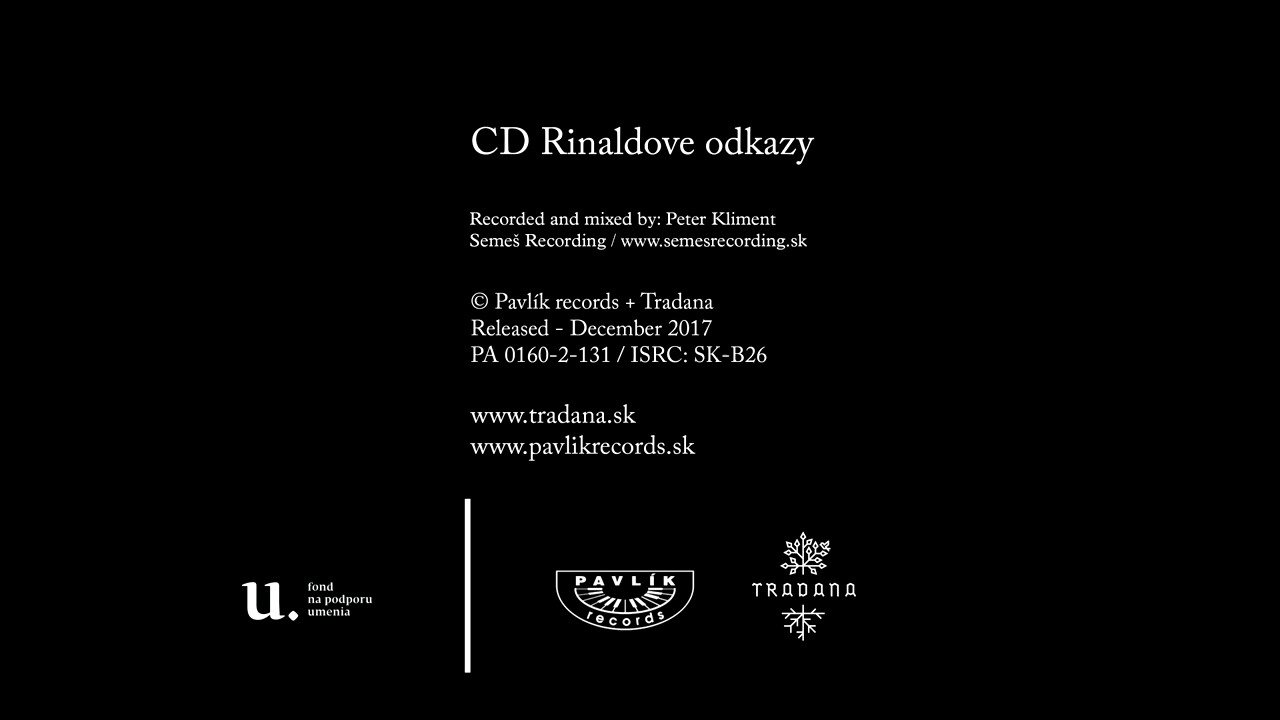 CD Rinaldove odkazy
Recorded and mixed by: Peter Kliment
Semeš Recording / www.semesrecording.sk
© Pavlík records + Tradana
Released - December 2017
PA 0160-2-131 / ISRC: SK-B26
www.tradana.sk
www.pavlikrecords.sk
u. fond
na podporu
umenia
PAVLÍK
records
TRADANA